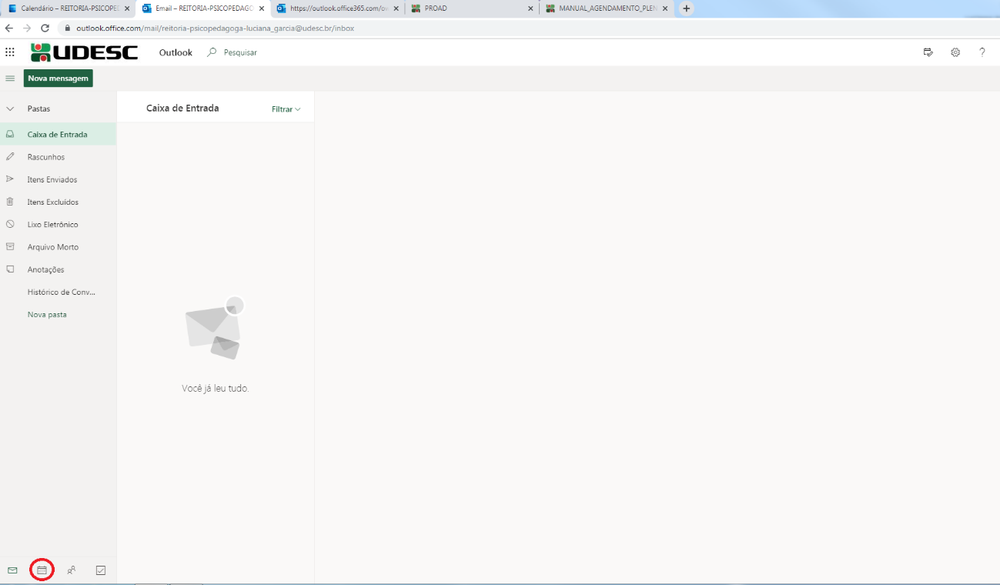 Calendário – REITORIA-PSICOPE
Email – REITORIA-PSICOPEDAGO
https://outlook.office365.com/ow
PROAD
MANUAL_AGENDAMENTO_PLEN
outlook.office.com/mail/reitoria-psicopedagoga-luciana_garcia@udesc.br/inbox
UDESC
Outlook
Pesquisar
?
Nova mensagem
Pastas
Caixa de Entrada
Rascunhos
Itens Enviados
Itens Excluídos
Lixo Eletrônico
Arquivo Morto
Anotações
Histórico de Conv...
Nova pasta
Caixa de Entrada
Filtrar
Você já leu tudo.